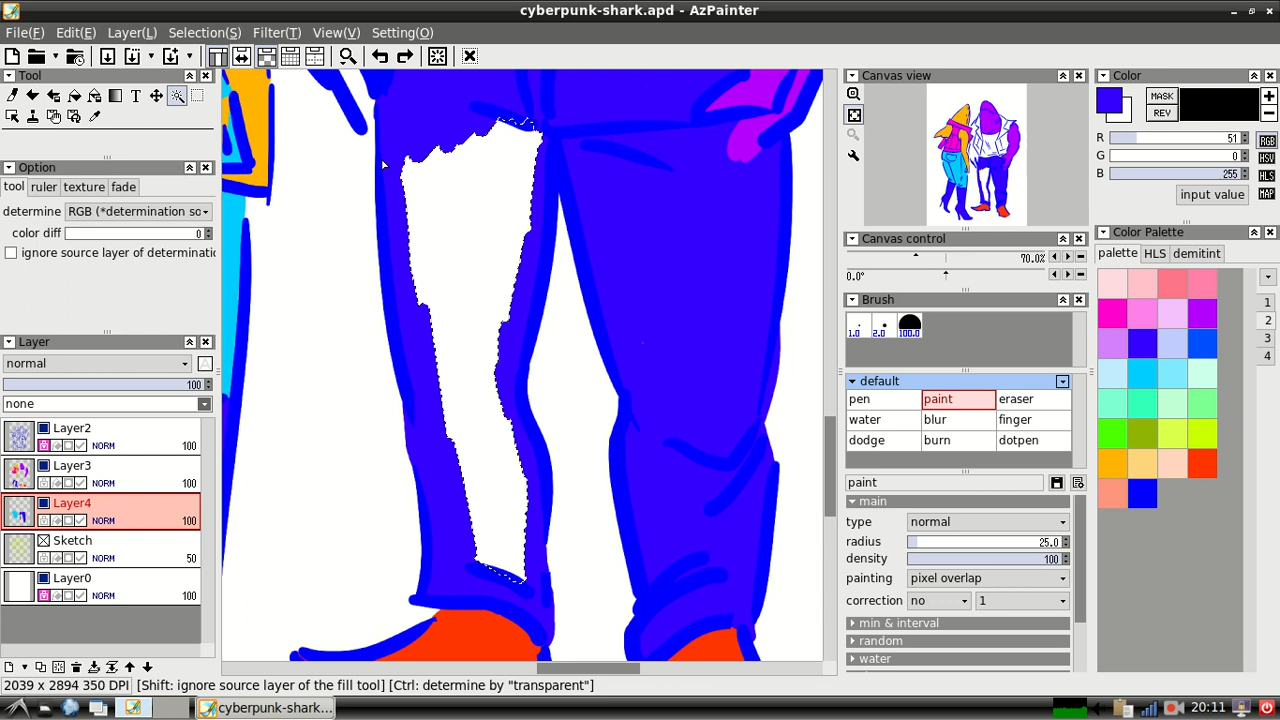 cyberpunk-shark.apd - AzPainter
File(F) Edit(E) Layer(L) Selection(S) Filter(T) View(V) Setting(O)
Tool
T
Option
tool ruler texture fade
determine RGB (*determination so
color diff 0
ignore source layer of determinatio
Layer
normal
100
none
Layer2
NORM 100
Layer3
NORM 100
Layer4
NORM 100
Sketch
NORM 50
Layer0
NORM 100
Canvas view
Canvas control
70.0%
0.0°
Brush
1.0 2.0 100.0
default
pen paint eraser
water blur finger
dodge burn dotpen
paint
main
type normal
radius 25.0
density 100
painting pixel overlap
correction no 1
min & interval
random
water
Color
MASK
REV
R 51
G 0
B 255
input value
RGB
HSV
HLS
MAP
Color Palette
palette HLS demitint
1
2
3
4
2039 x 2894 350 DPI [Shift: ignore source layer of the fill tool] [Ctrl: determine by "transparent"]
cyberpunk-shark... 20:11